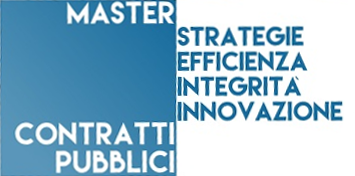 MASTER
STRATEGIE
EFFICIENZA
INTEGRITÀ
INNOVAZIONE
CONTRATTI
PUBBLICI